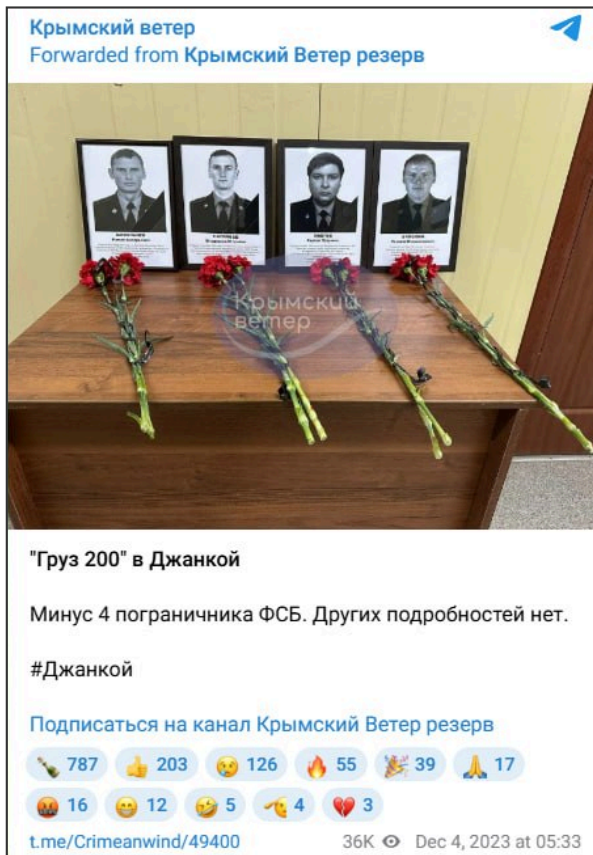 Крымский ветер
Forwarded from Крымский Ветер резерв
Крымский
ветер
"Груз 200" в Джанкой
Минус 4 пограничника ФСБ. Других подробностей нет.
#Джанкой
Подписаться на канал Крымский Ветер резерв
🍾 787 👍 203 😢 126 🔥 55 🎉 39 🙏 17
🤬 16 😁 12 🤣 5 🫡 4 💔 3
t.me/Crimeanwind/49400 36K Dec 4, 2023 at 05:33